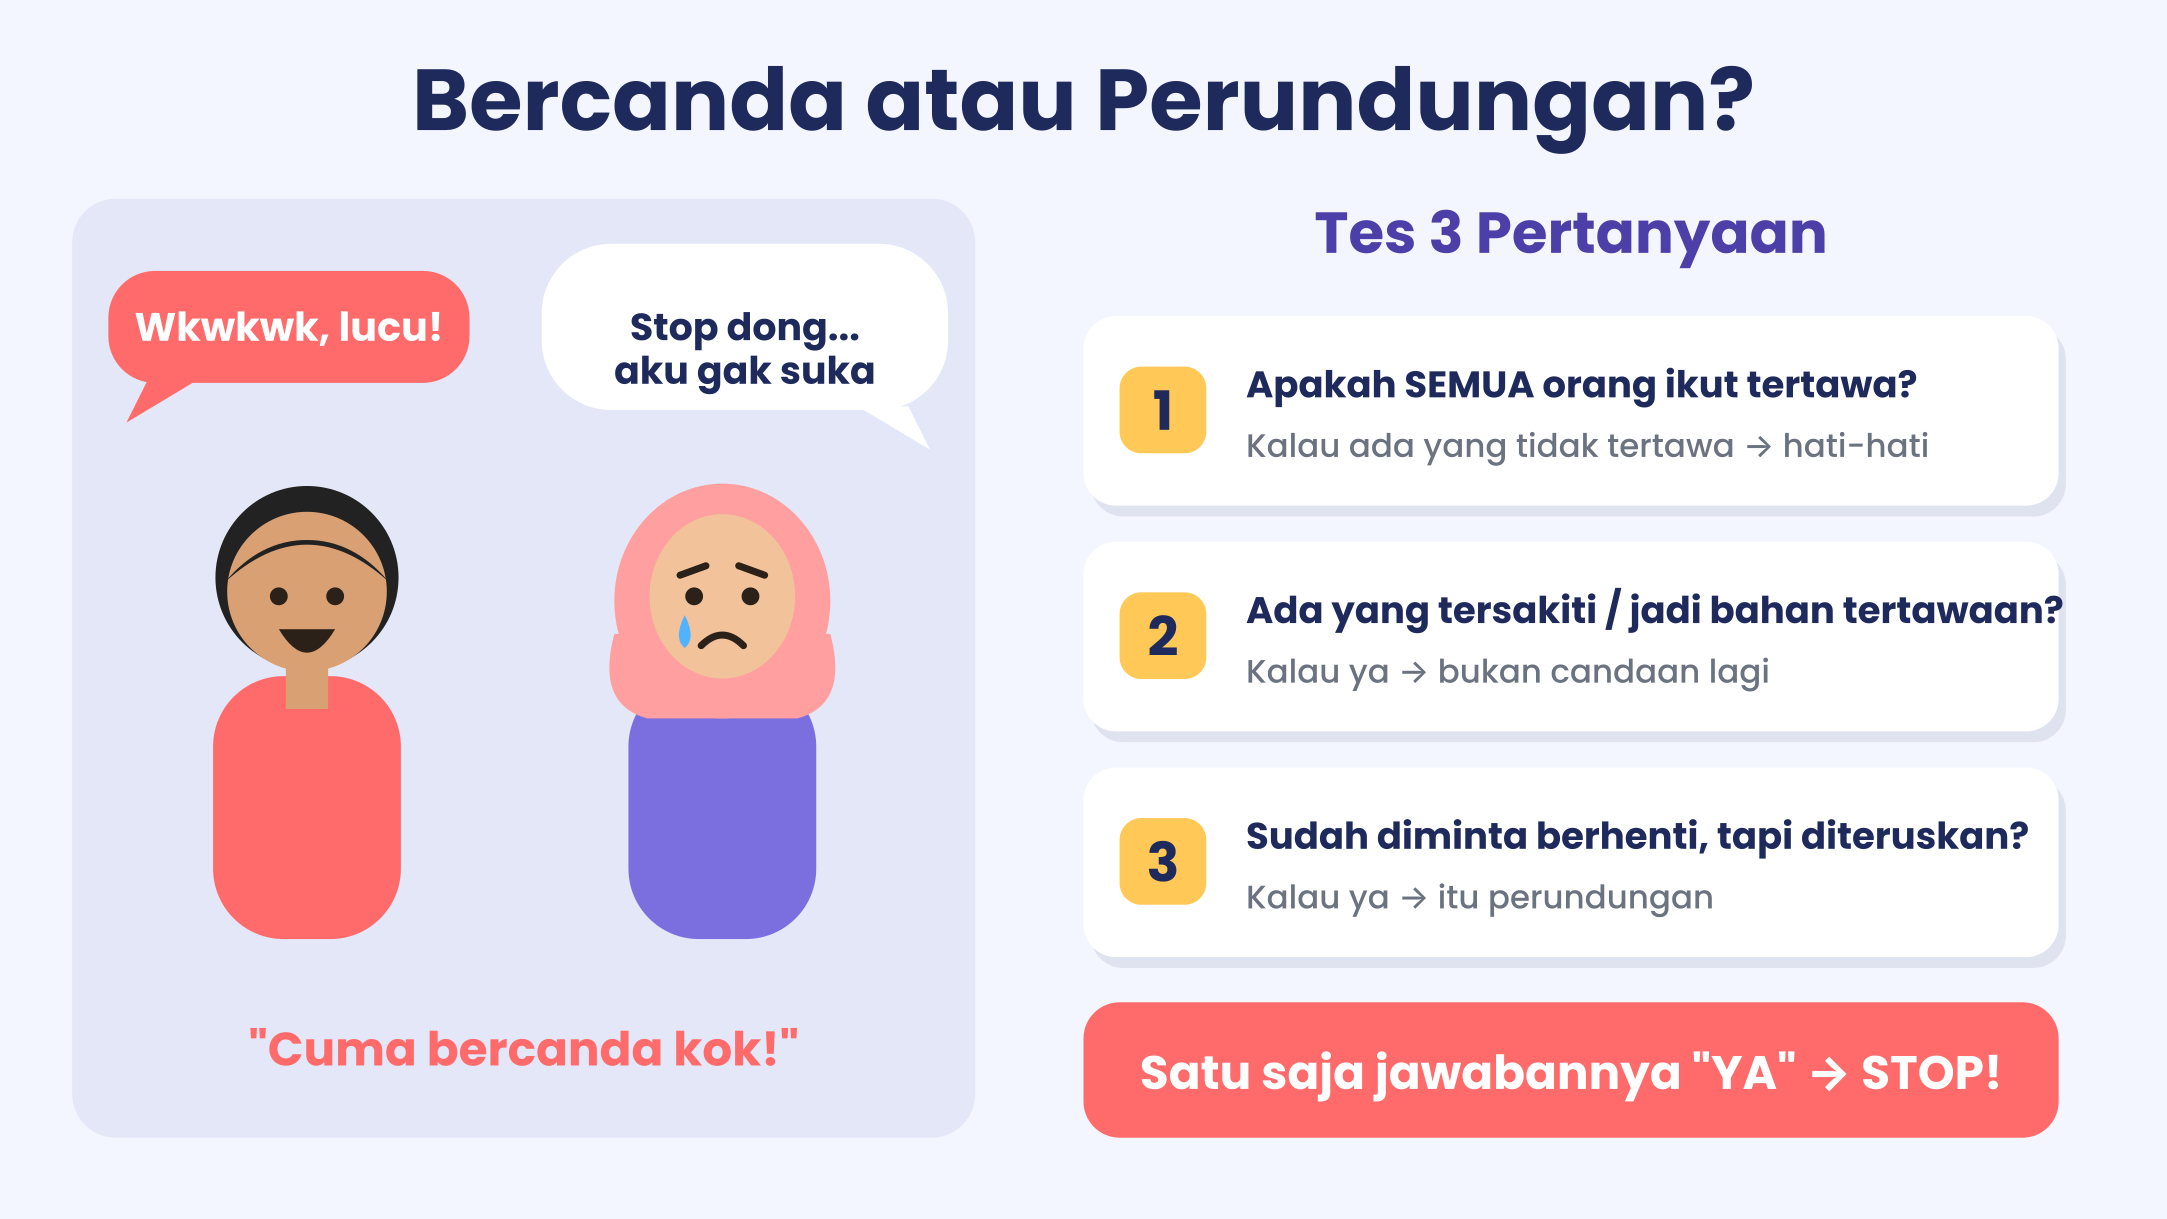 Bercanda atau Perundungan?
Wkwkwk, lucu!
Stop dong...
aku gak suka
"Cuma bercanda kok!"
Tes 3 Pertanyaan
1
Apakah SEMUA orang ikut tertawa?
Kalau ada yang tidak tertawa → hati-hati
2
Ada yang tersakiti / jadi bahan tertawaan?
Kalau ya → bukan candaan lagi
3
Sudah diminta berhenti, tapi diteruskan?
Kalau ya → itu perundungan
Satu saja jawabannya "YA" → STOP!